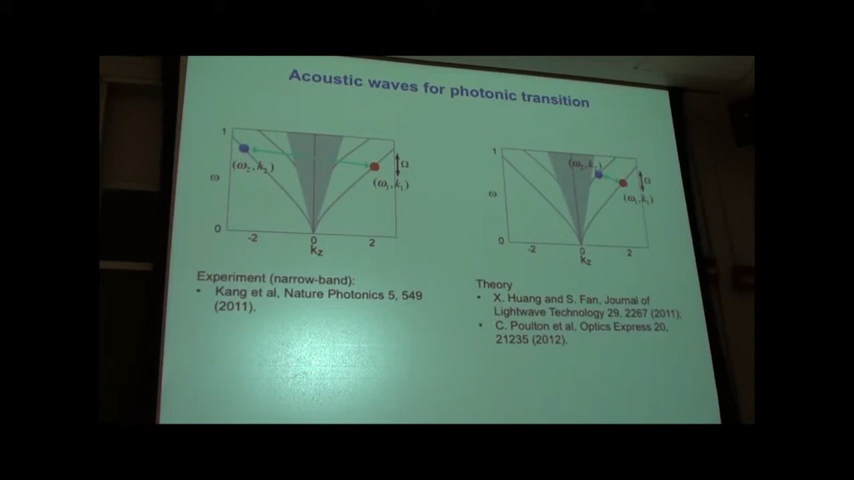 Acoustic waves for photonic transition
1
(ω₂,k₂)
Ω
ω
(ω₁,k₁)
0
-2
0
2
kz
1
(ω₂,k₂)
Ω
ω
(ω₁,k₁)
0
-2
0
2
kz
Experiment (narrow-band):
• Kang et al, Nature Photonics 5, 549
(2011).
Theory
• X. Huang and S. Fan, Journal of
Lightwave Technology 29, 2267 (2011);
• C. Poulton et al, Optics Express 20,
21235 (2012).